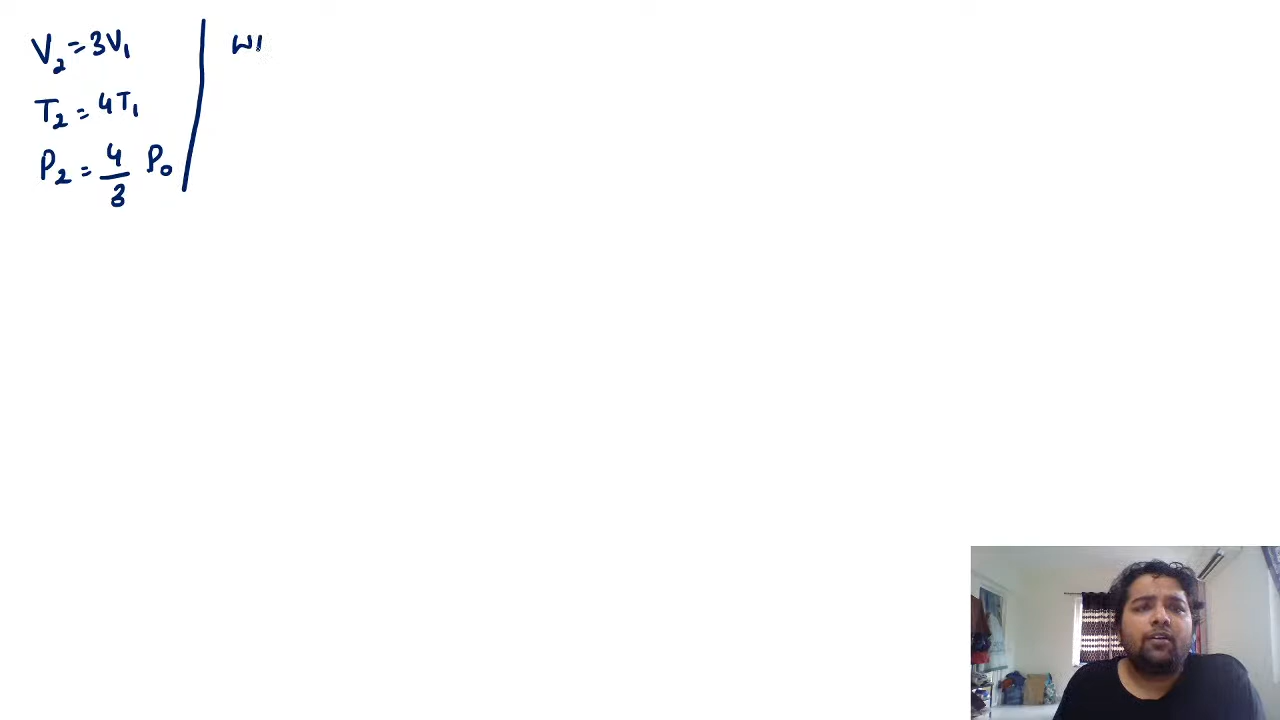 V₂ = 3V₁
T₂ = 4T₁
P₂ = 4/3 P₀